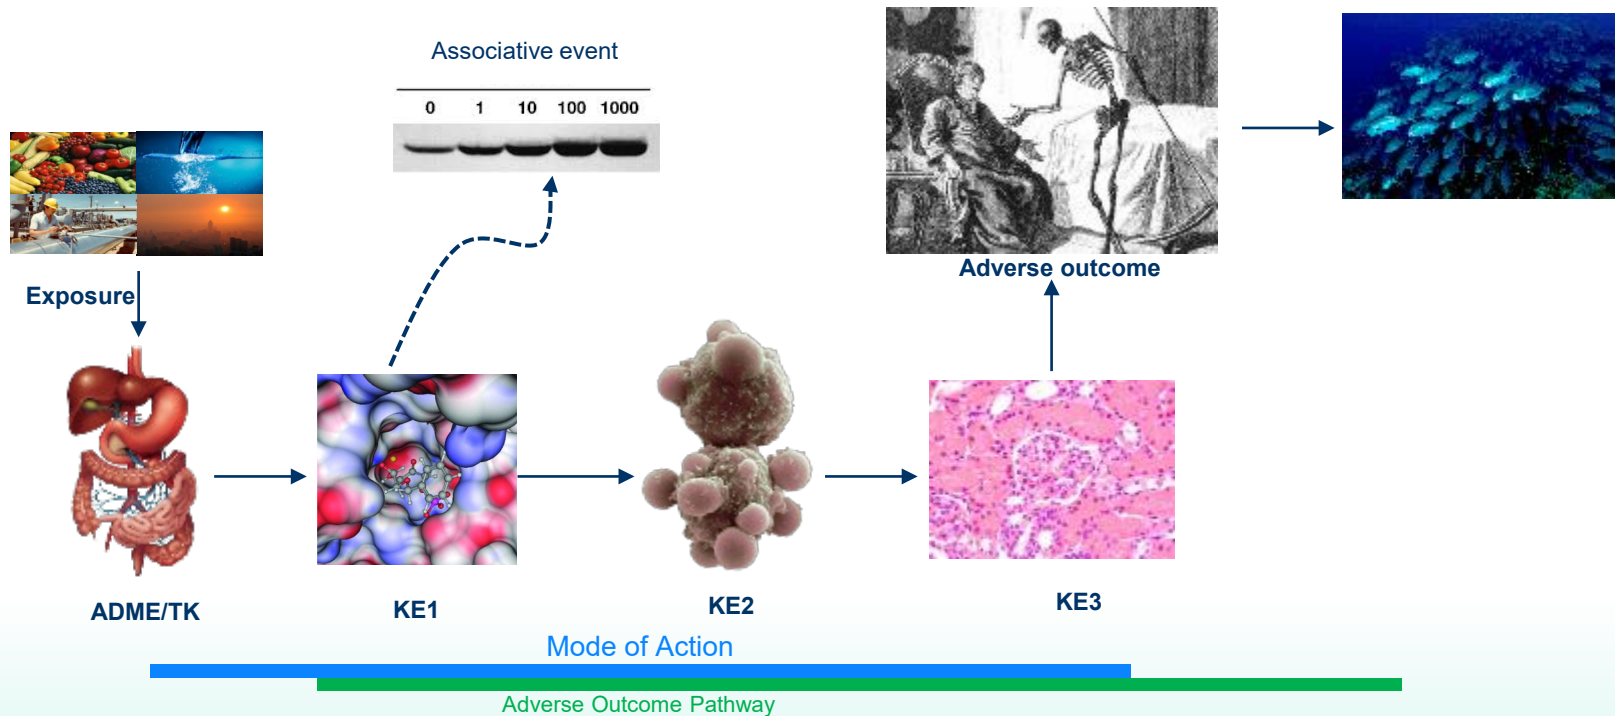 Associative event
0 1 10 100 1000
Exposure
Adverse outcome
ADME/TK
KE1
KE2
KE3
Mode of Action
Adverse Outcome Pathway